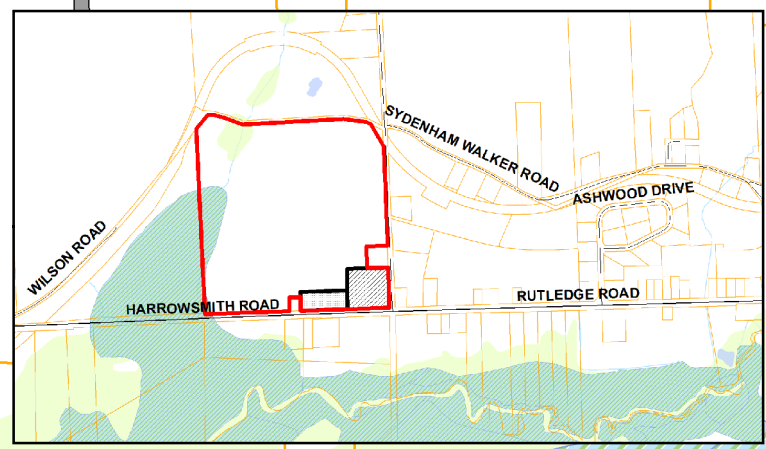 SYDENHAM WALKER ROAD
ASHWOOD DRIVE
WILSON ROAD
HARROWSMITH ROAD
RUTLEDGE ROAD